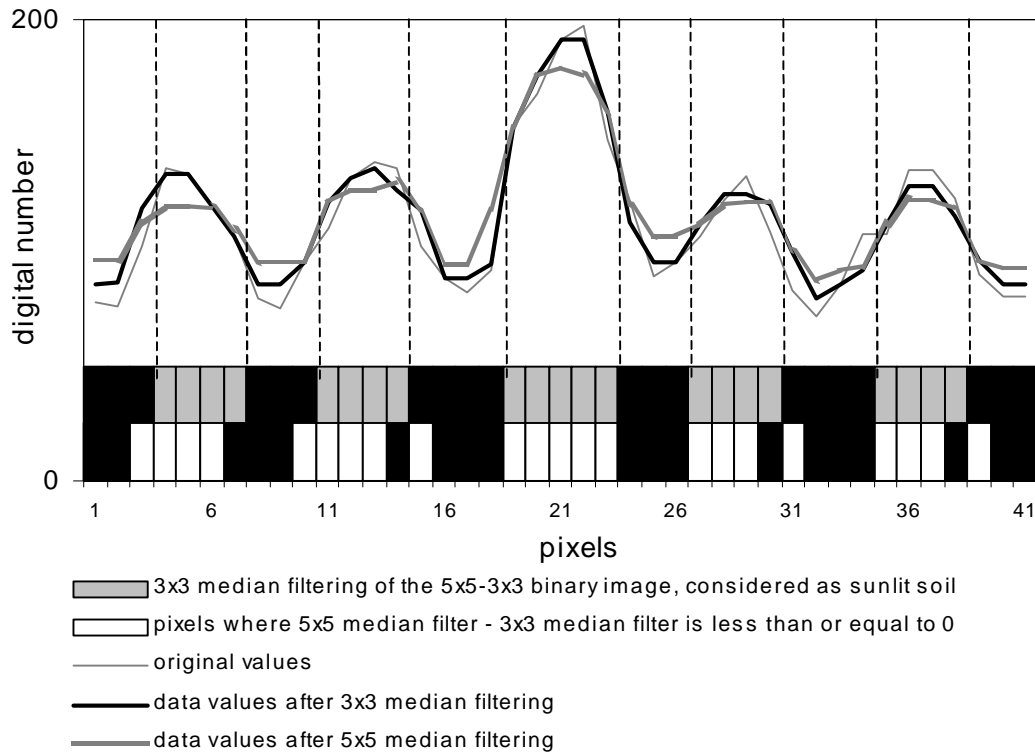 200
digital number
0
1 6 11 16 21 26 31 36 41
pixels
3x3 median filtering of the 5x5-3x3 binary image, considered as sunlit soil
pixels where 5x5 median filter - 3x3 median filter is less than or equal to 0
original values
data values after 3x3 median filtering
data values after 5x5 median filtering